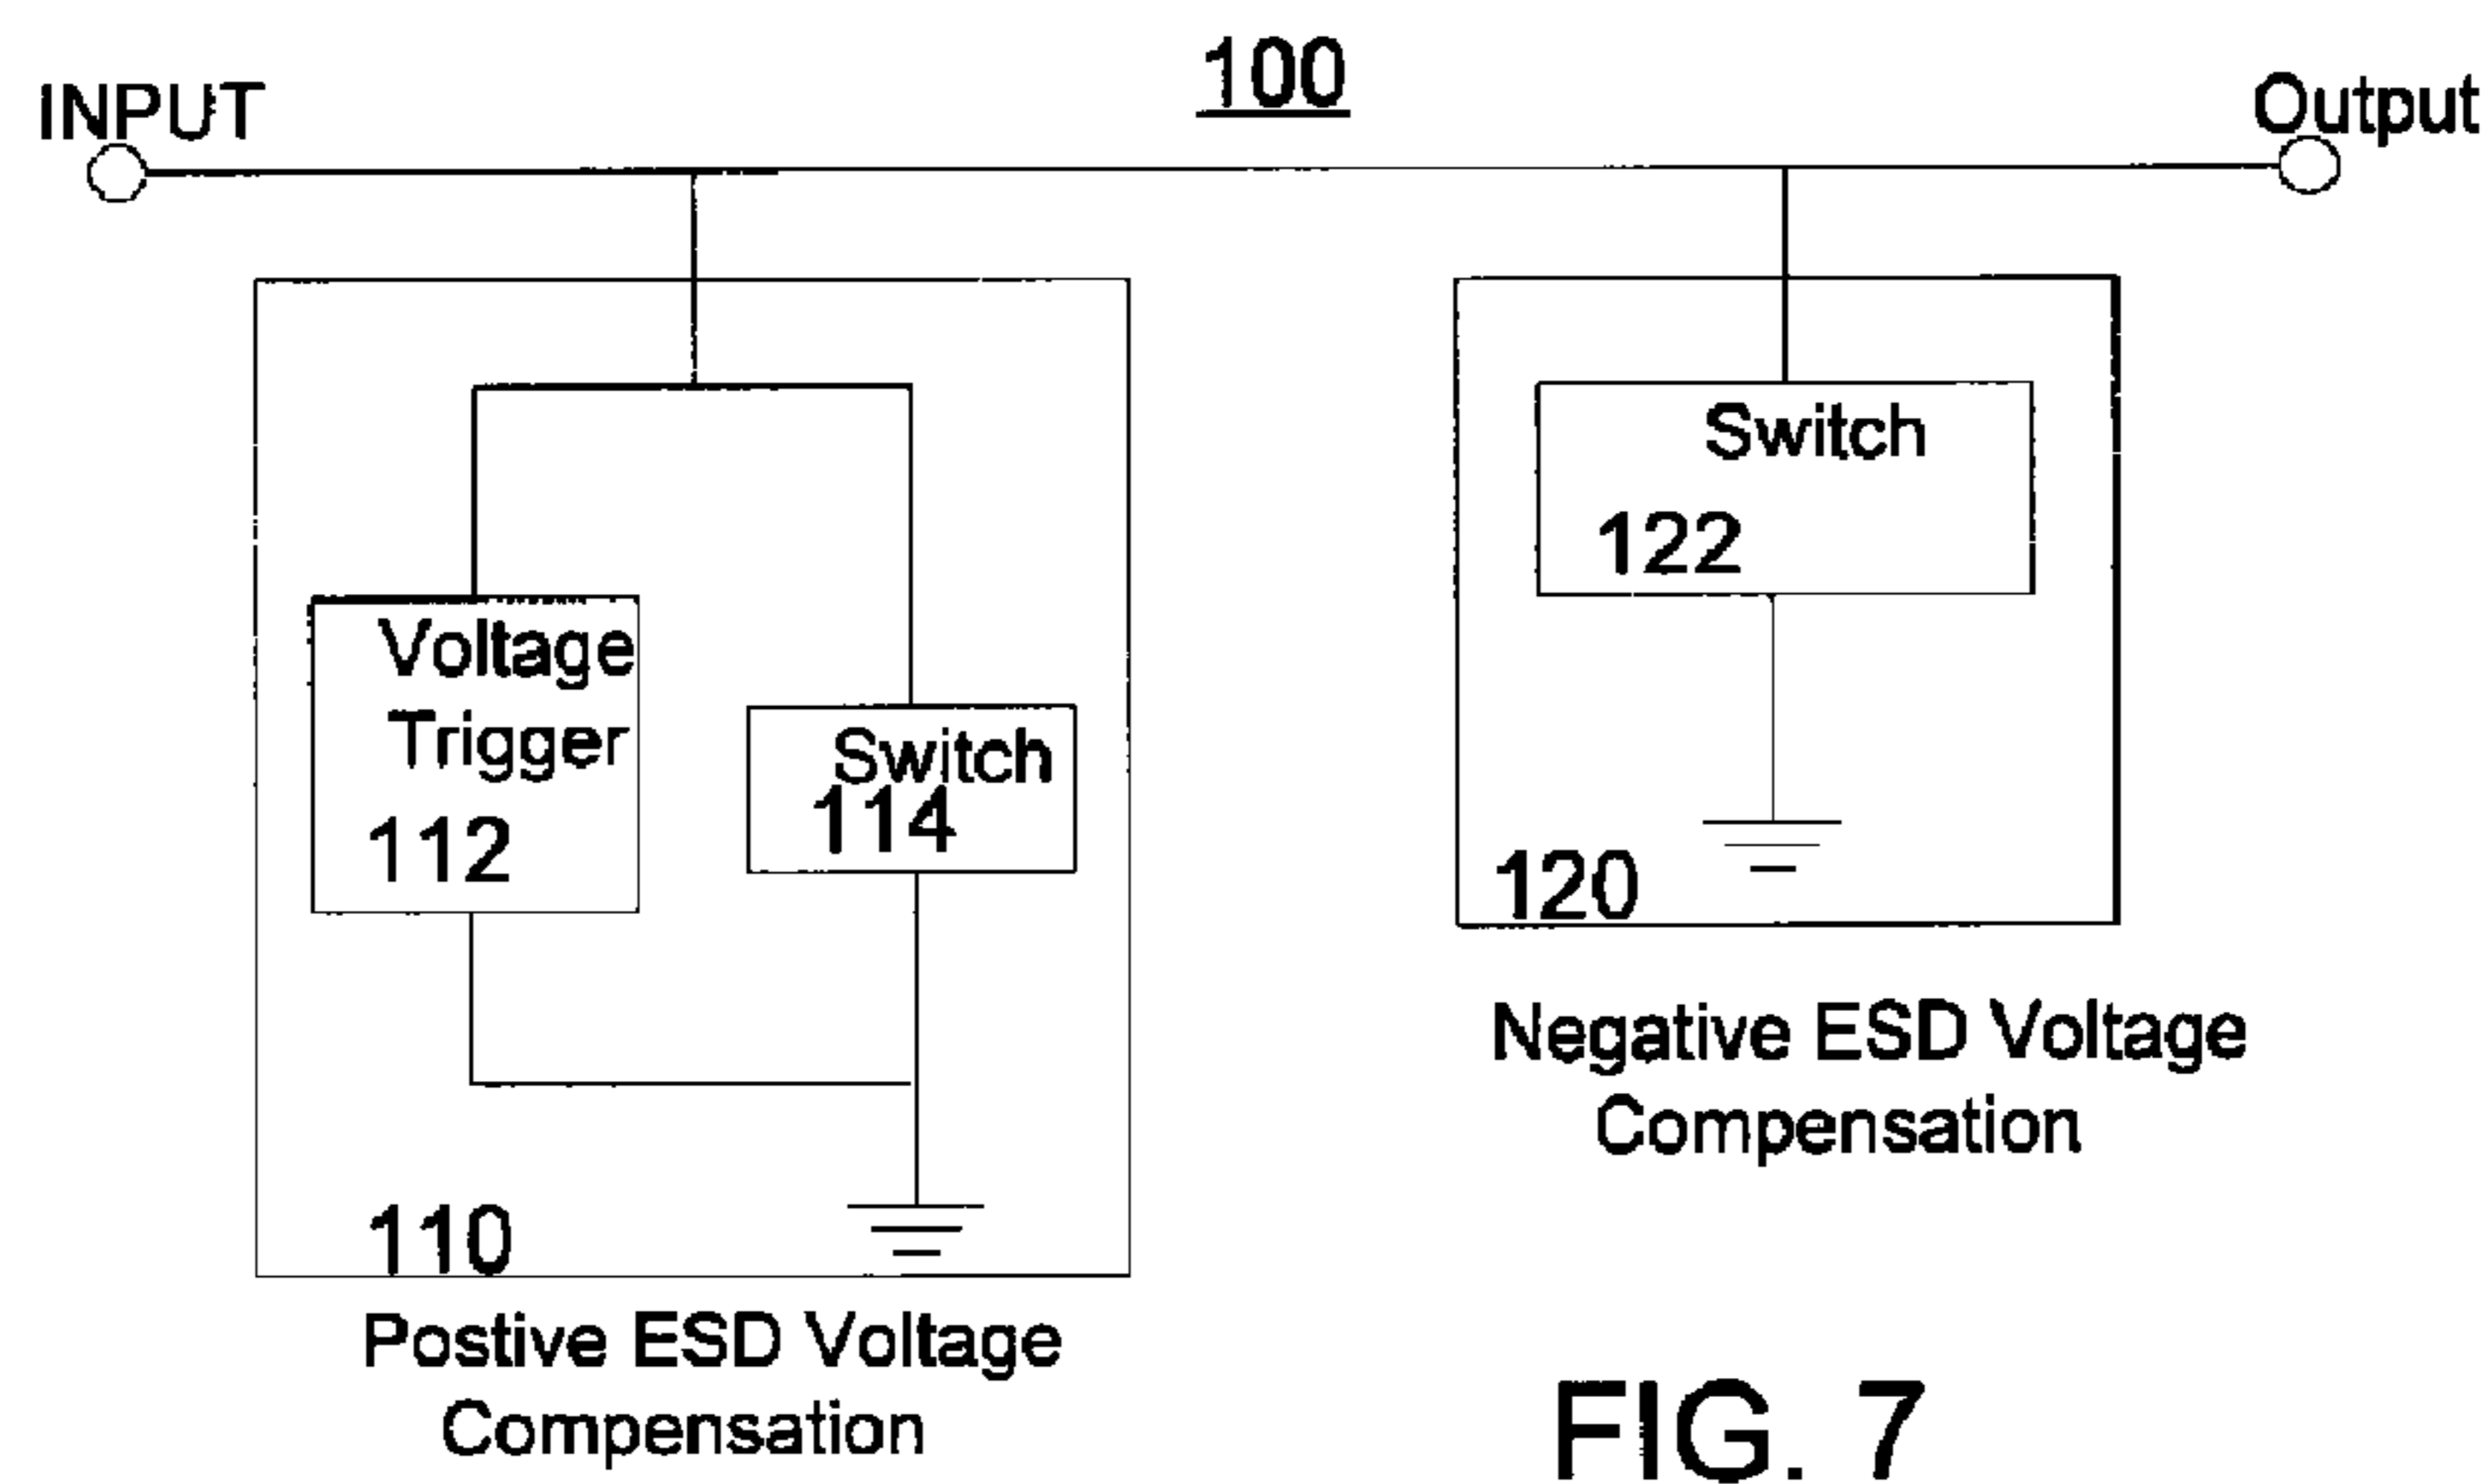 100
INPUT
Output
Switch
122
Voltage
Trigger
112
Switch
114
120
Negative ESD Voltage
Compensation
110
Postive ESD Voltage
Compensation
FIG. 7